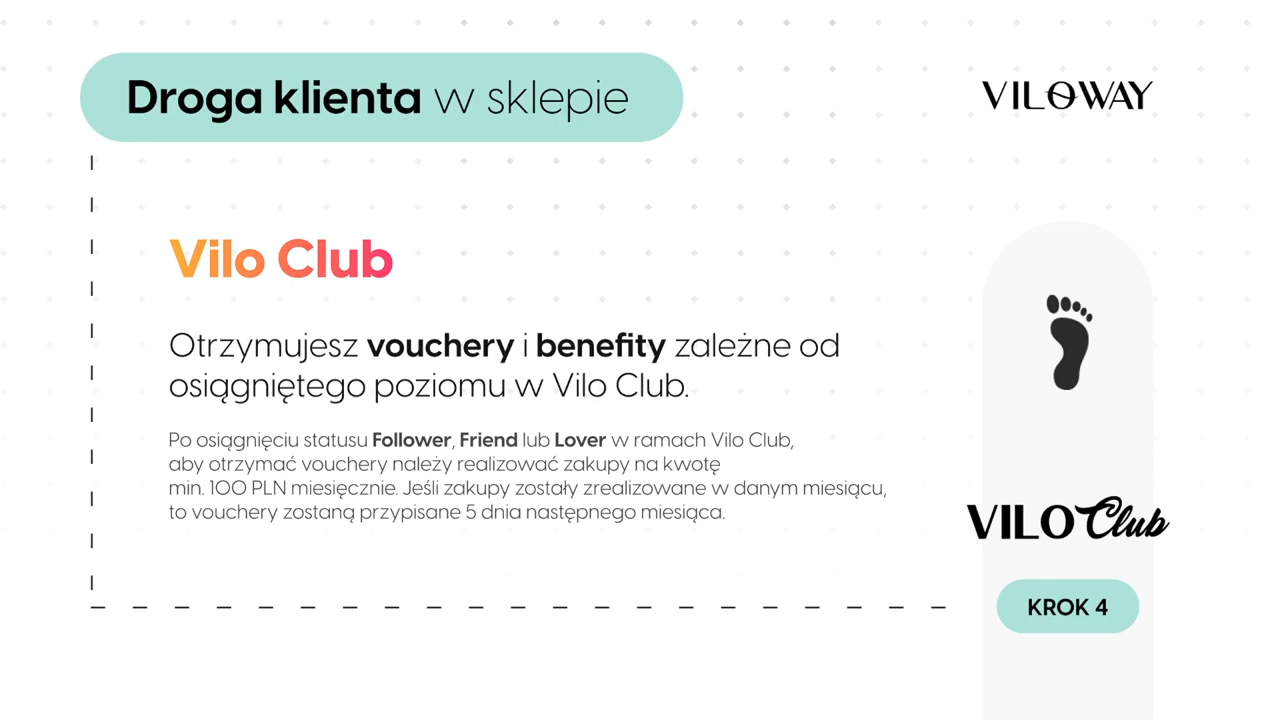 Droga klienta w sklepie
VILOWAY
Vilo Club
Otrzymujesz vouchery i benefity zależne od
osiągniętego poziomu w Vilo Club.
Po osiągnięciu statusu Follower, Friend lub Lover w ramach Vilo Club,
aby otrzymać vouchery należy realizować zakupy na kwotę
min. 100 PLN miesięcznie. Jeśli zakupy zostały zrealizowane w danym miesiącu,
to vouchery zostaną przypisane 5 dnia następnego miesiąca.
VILO Club
KROK 4